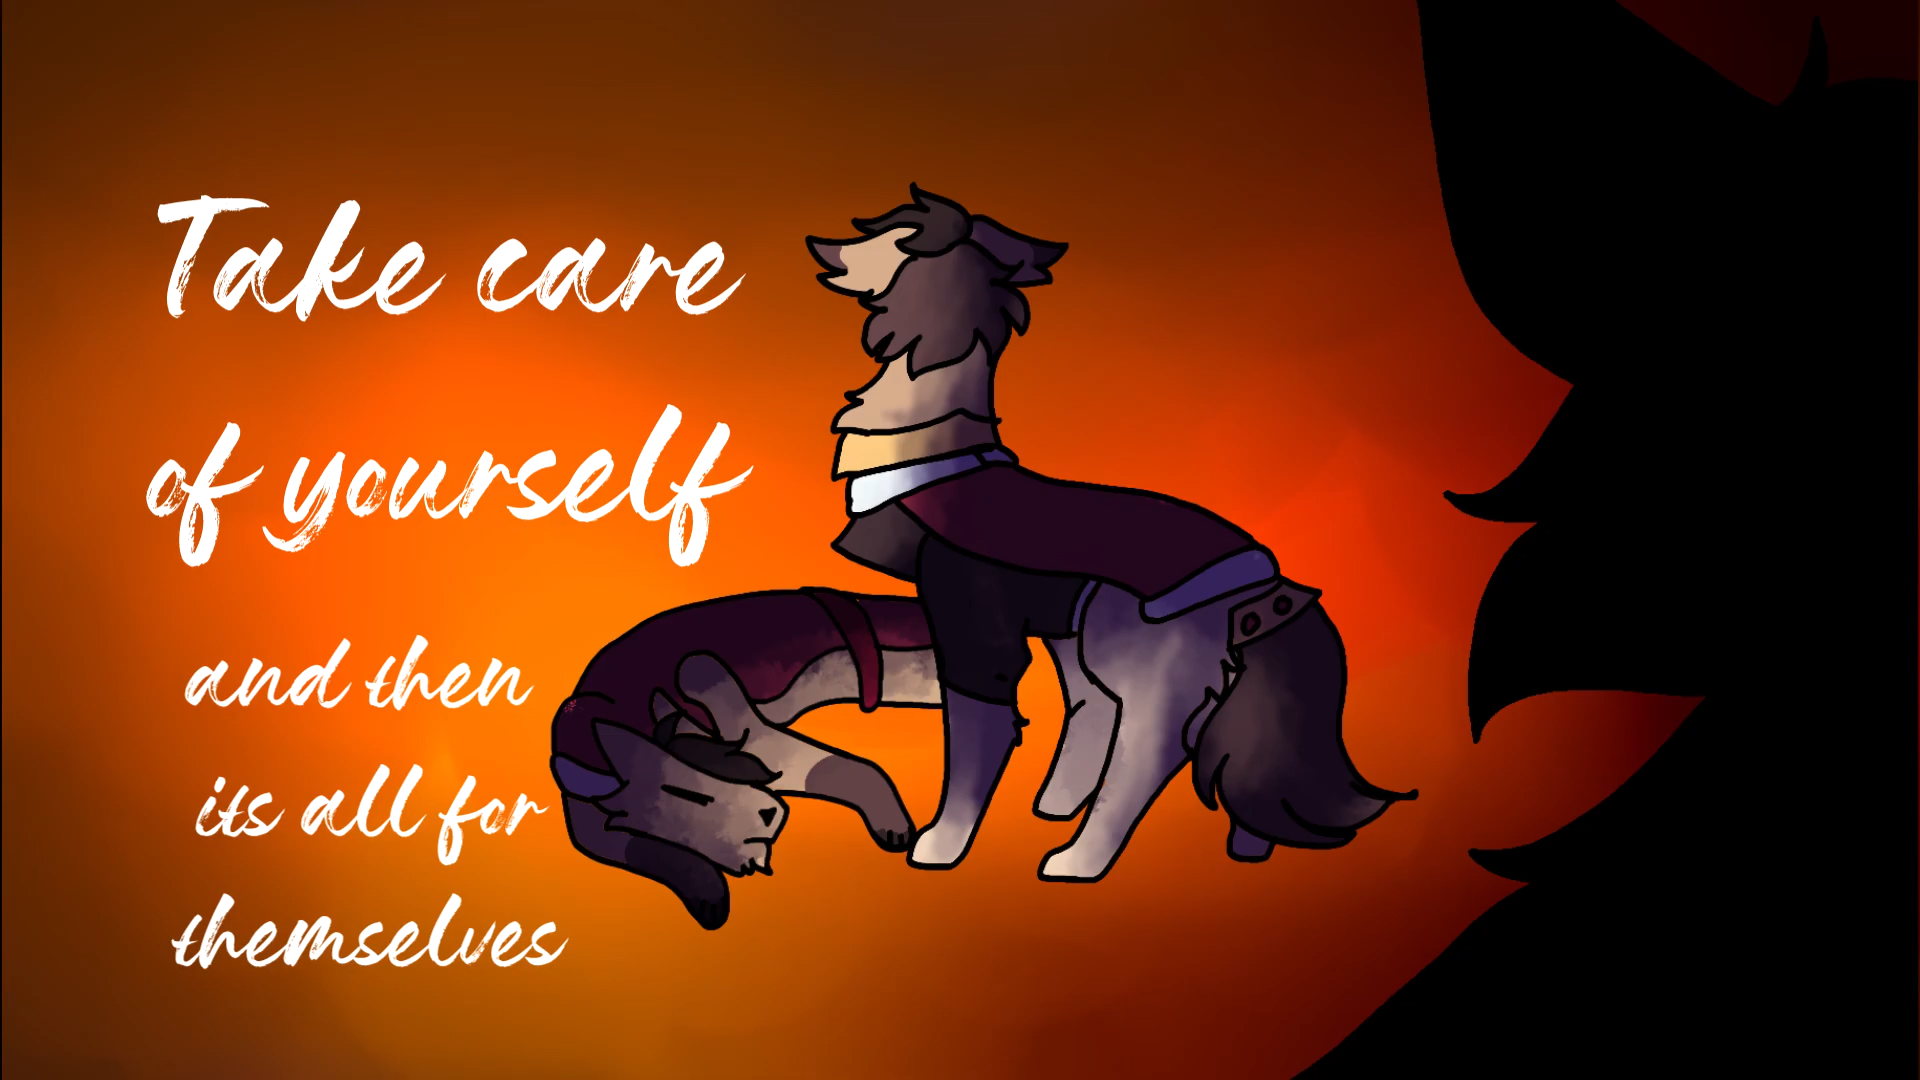 Take care
of yourself
and then
its all for
themselves